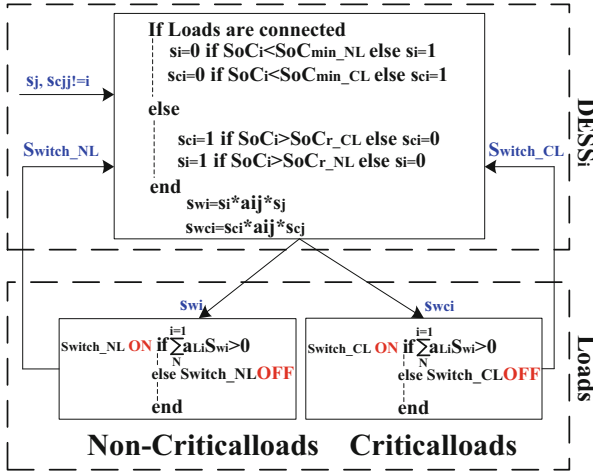 If Loads are connected
si=0 if SoCi<SoCmin_NL else si=1
sci=0 if SoCi<SoCmin_CL else sci=1
sj, scjj!=i
else
Switch_NL
sci=1 if SoCi>SoCr_CL else sci=0
Switch_CL
si=1 if SoCi>SoCr_NL else si=0
end
swi=si*aij*sj
swci=sci*aij*scj
DESSi
swi
swci
Switch_NL ON if i=1∑N aLiSwi>0
else Switch_NLOFF
end
Switch_CL ON if i=1∑N aLiSwi>0
else Switch_CLOFF
end
Loads
Non-Criticalloads
Criticalloads